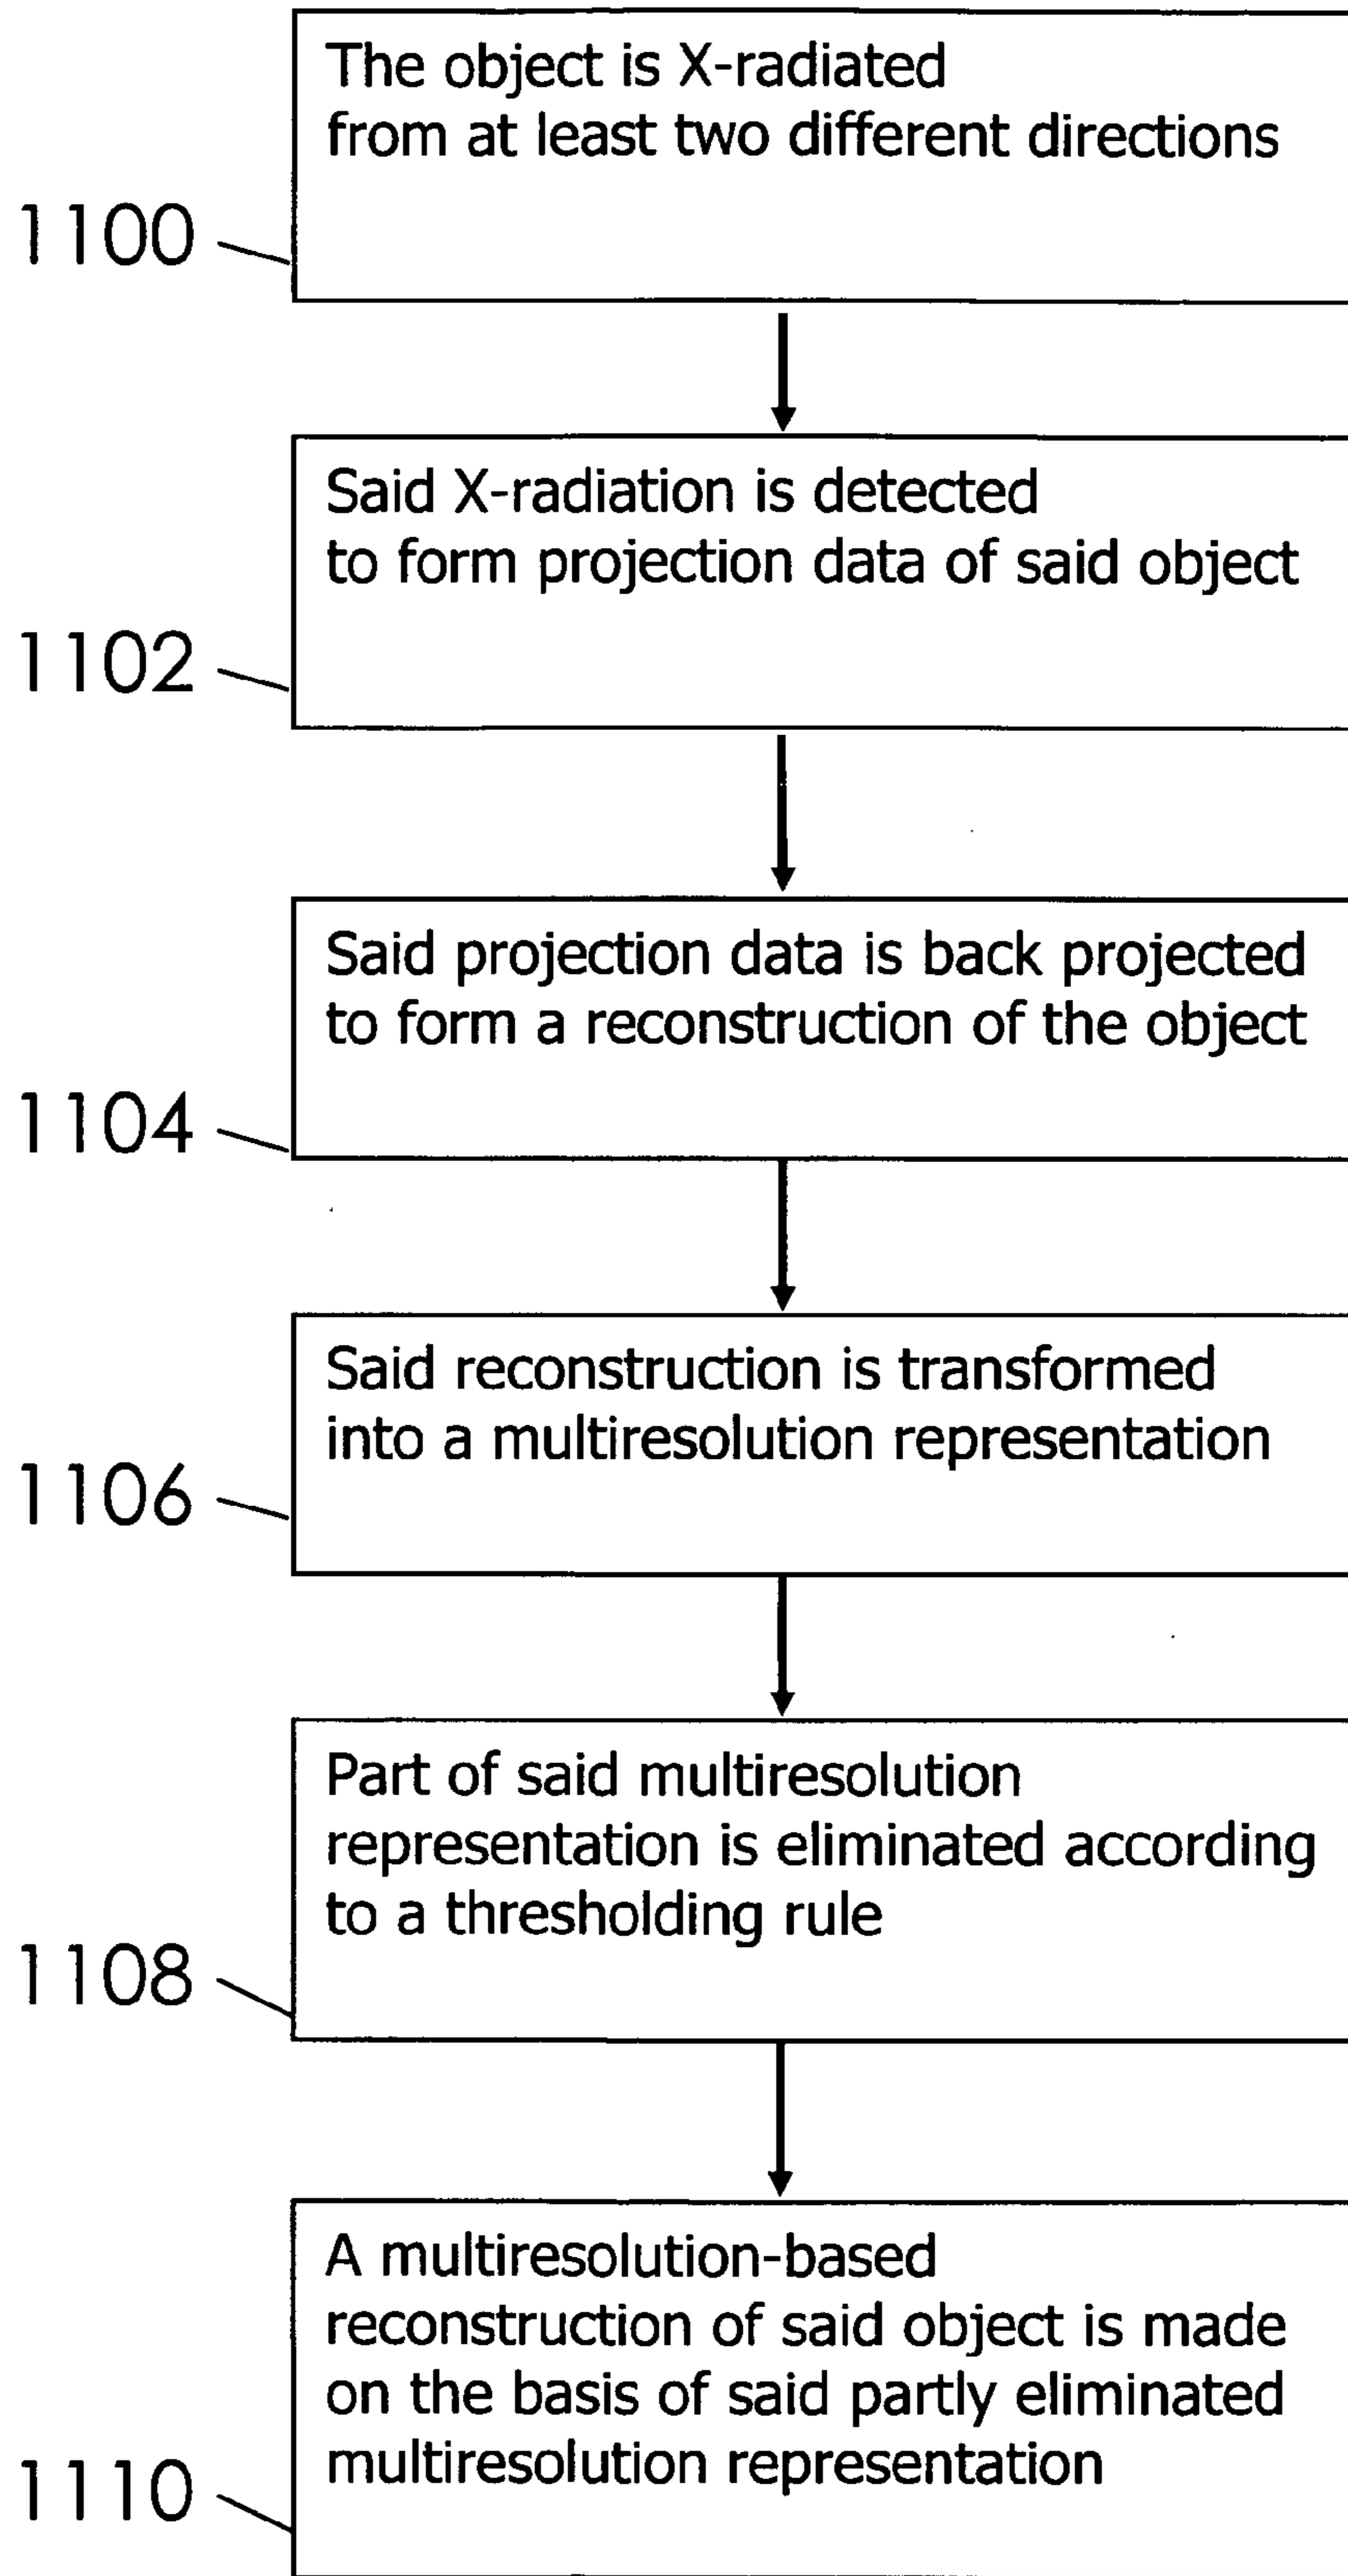 The object is X-radiated
from at least two different directions
1100
Said X-radiation is detected
to form projection data of said object
1102
Said projection data is back projected
to form a reconstruction of the object
1104
Said reconstruction is transformed
into a multiresolution representation
1106
Part of said multiresolution
representation is eliminated according
to a thresholding rule
1108
A multiresolution-based
reconstruction of said object is made
on the basis of said partly eliminated
multiresolution representation
1110